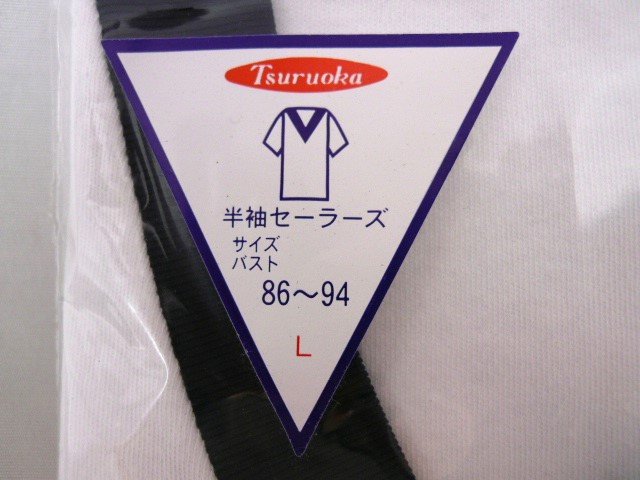 Tsuruoka
半袖セーラーズ
サイズ
バスト
86～94
L